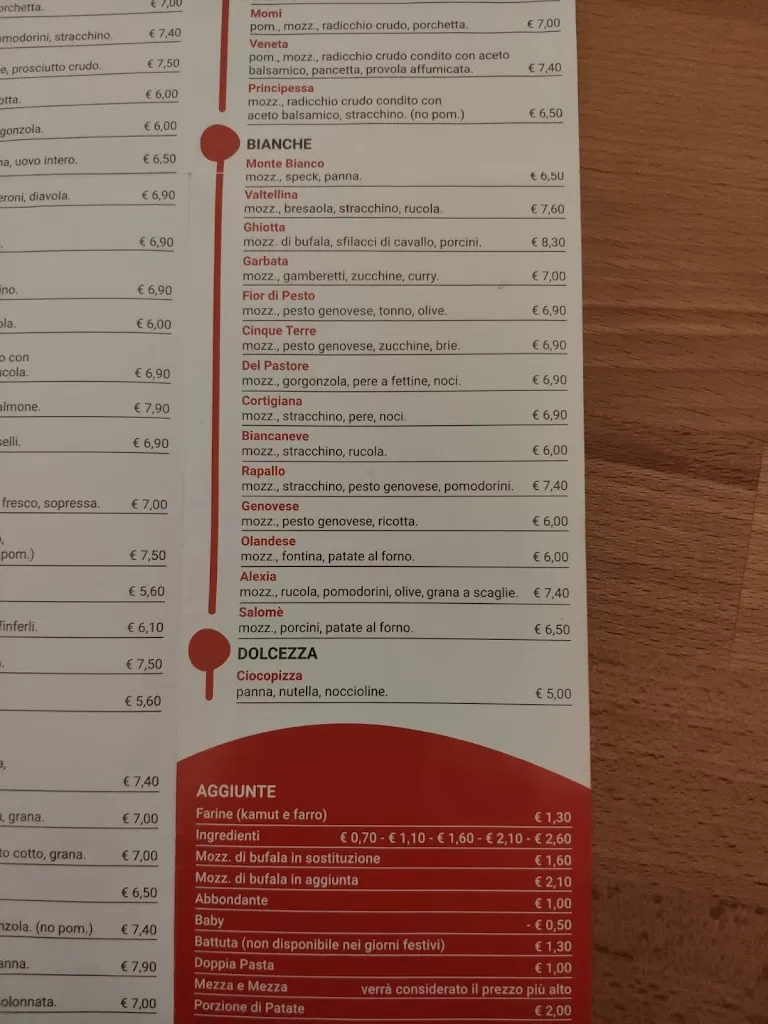 € 7,00
omodorini, stracchino. € 7,40
e, prosciutto crudo. € 7,50
€ 6,00
€ 6,00
uovo intero. € 6,50
diavola. € 6,90
€ 6,90
€ 6,90
€ 6,00
con
€ 6,90
€ 7,90
€ 6,90
fresco, sopressa. € 7,00
pom.) € 7,50
€ 5,60
€ 6,10
€ 7,50
€ 5,60
€ 7,40
grana. € 7,00
cotto, grana. € 7,00
€ 6,50
(no pom.) € 7,40
€ 7,90
€ 7,00
Momi
pom., mozz., radicchio crudo, porchetta. € 7,00
Veneta
pom., mozz., radicchio crudo condito con aceto
balsamico, pancetta, provola affumicata. € 7,40
Principessa
mozz., radicchio crudo condito con
aceto balsamico, stracchino. (no pom.) € 6,50
BIANCHE
Monte Bianco
mozz., speck, panna. € 6,50
Valtellina
mozz., bresaola, stracchino, rucola. € 7,60
Ghiotta
mozz. di bufala, sfilacci di cavallo, porcini. € 8,30
Garbata
mozz., gamberetti, zucchine, curry. € 7,00
Fior di Pesto
mozz., pesto genovese, tonno, olive. € 6,90
Cinque Terre
mozz., pesto genovese, zucchine, brie. € 6,90
Del Pastore
mozz., gorgonzola, pere a fettine, noci. € 6,90
Cortigiana
mozz., stracchino, pere, noci. € 6,90
Biancaneve
mozz., stracchino, rucola. € 6,00
Rapallo
mozz., stracchino, pesto genovese, pomodorini. € 7,40
Genovese
mozz., pesto genovese, ricotta. € 6,00
Olandese
mozz., fontina, patate al forno. € 6,00
Alexia
mozz., rucola, pomodorini, olive, grana a scaglie. € 7,40
Salomè
mozz., porcini, patate al forno. € 6,50
DOLCEZZA
Ciocopizza
panna, nutella, noccioline. € 5,00
AGGIUNTE
Farine (kamut e farro) € 1,30
Ingredienti € 0,70 - € 1,10 - € 1,60 - € 2,10 - € 2,60
Mozz. di bufala in sostituzione € 1,60
Mozz. di bufala in aggiunta € 2,10
Abbondante € 1,00
Baby - € 0,50
Battuta (non disponibile nei giorni festivi) € 1,30
Doppia Pasta € 1,00
Mezza e Mezza verrà considerato il prezzo più alto
Porzione di Patate € 2,00